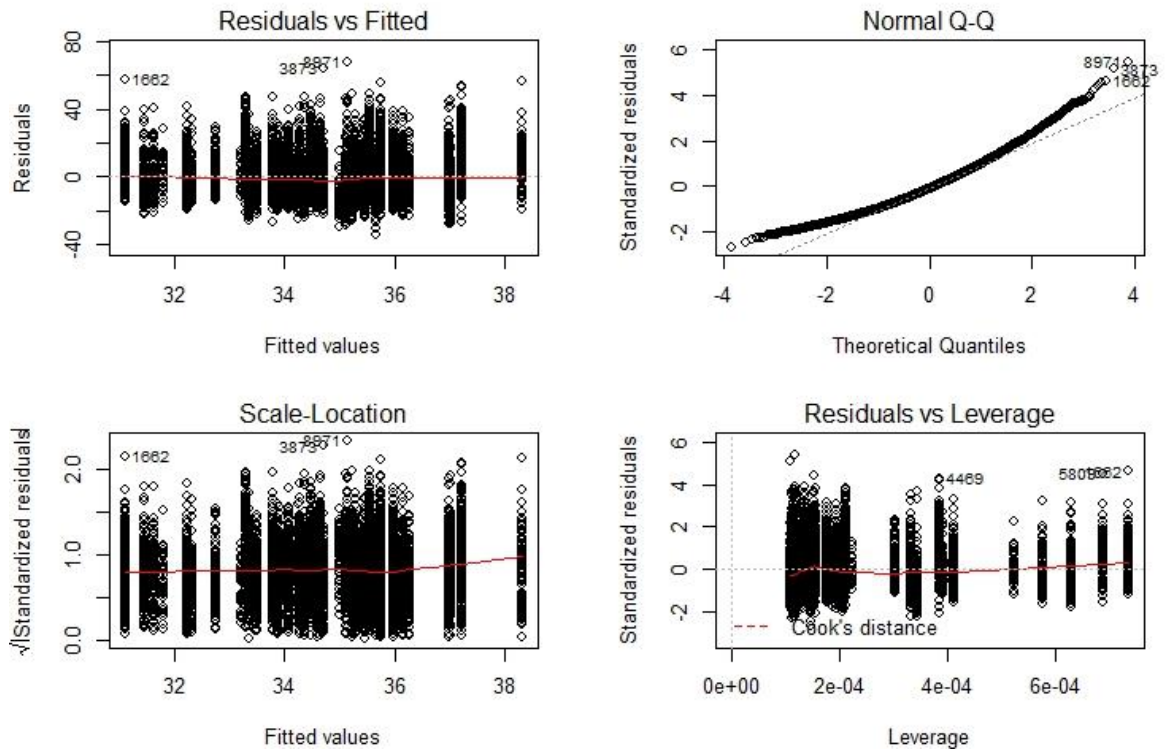 Residuals vs Fitted
Residuals
80
40
0
-40
1662
3873
8971
32
34
36
38
Fitted values
Normal Q-Q
Standardized residuals
6
4
2
0
-2
8971
3873
1662
-4
-2
0
2
4
Theoretical Quantiles
Scale-Location
√|Standardized residuals|
2.0
1.0
0.0
1662
3873
8971
32
34
36
38
Fitted values
Residuals vs Leverage
Standardized residuals
6
4
2
0
-2
4469
1662
Cook's distance
0e+00
2e-04
4e-04
6e-04
Leverage